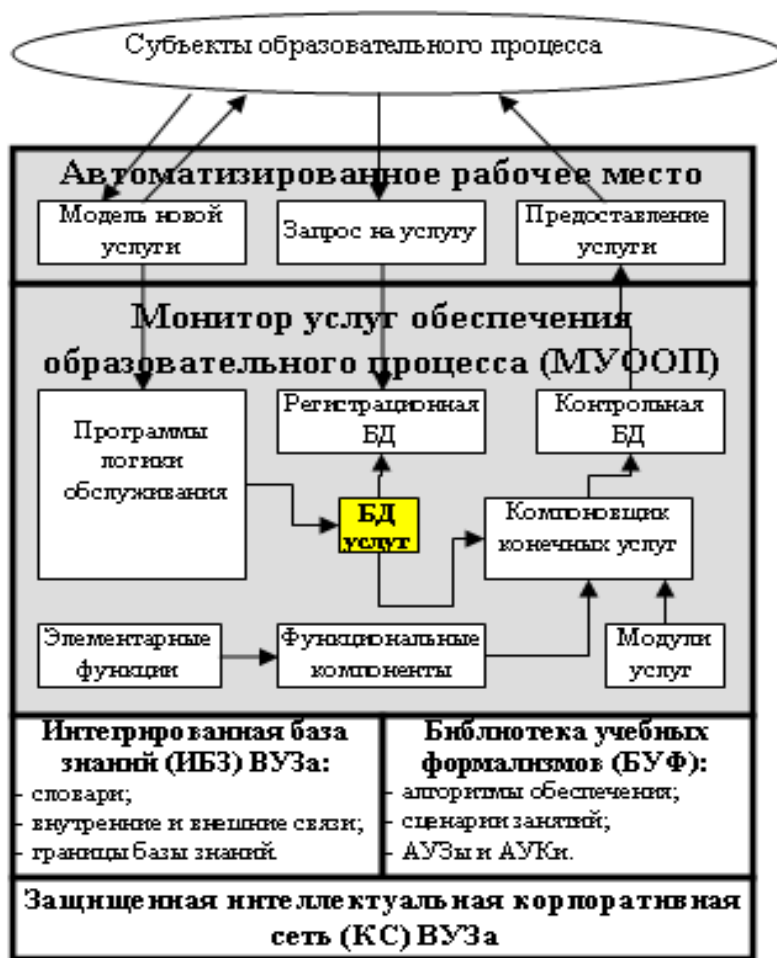 Субъекты образовательного процесса
Автоматизированное рабочее место
Модель новой
услуги
Запрос на услугу
Предоставление
услуги
Монитор услуг обеспечения
образовательного процесса (МУООП)
Программы
логики
обслуживания
Регистрационная
БД
Контрольная
БД
БД
услуг
Компоновщик
конечных услуг
Элементарные
функции
Функциональные
компоненты
Модули
услуг
Интегрированная база
знаний (ИБЗ) ВУЗа:
- словари;
- внутренние и внешние связи;
- границы базы знаний.
Библиотека учебных
формализмов (БУФ):
- алгоритмы обеспечения;
- сценарии занятий;
- АУЗы и АУКи.
Защищенная интеллектуальная корпоративная
сеть (КС) ВУЗа